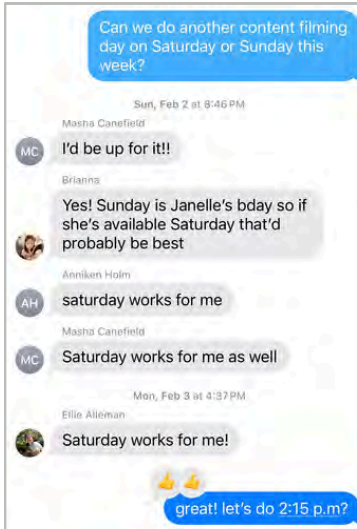 Can we do another content filming
day on Saturday or Sunday this
week?
Sun, Feb 2 at 8:46 PM
Masha Canefield
MC
I'd be up for it!!
Brianna
Yes! Sunday is Janelle's bday so if
she's available Saturday that'd
probably be best
Anniken Holm
AH
saturday works for me
Masha Canefield
MC
Saturday works for me as well
Mon, Feb 3 at 4:37 PM
Ellie Alleman
Saturday works for me!
great! let's do 2:15 p.m?